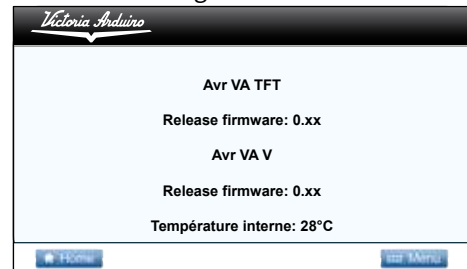 Victoria Arduino
Avr VA TFT
Release firmware: 0.xx
Avr VA V
Release firmware: 0.xx
Température interne: 28°C
Home
Menu